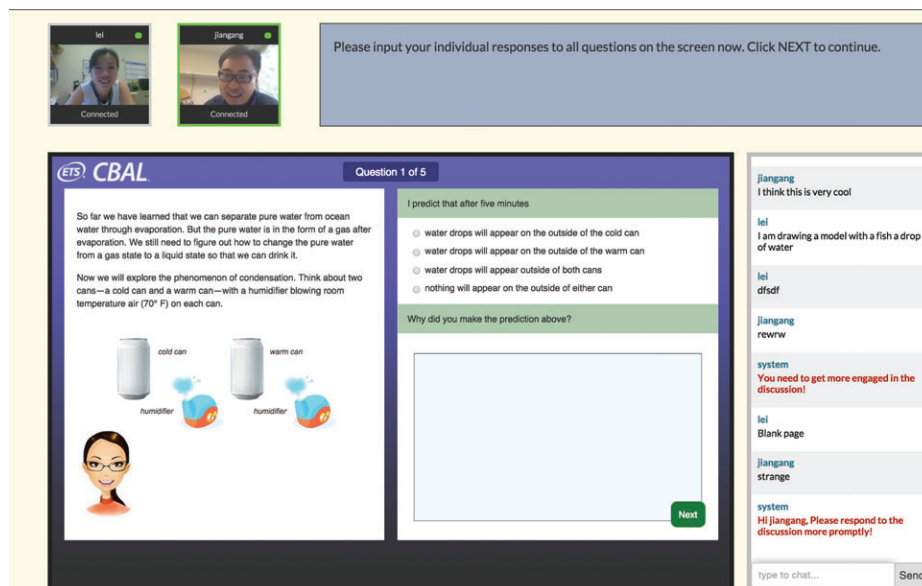 lei
jiangang
Connected
Connected
Please input your individual responses to all questions on the screen now. Click NEXT to continue.
ETS CBAL
Question 1 of 5
So far we have learned that we can separate pure water from ocean
water through evaporation. But the pure water is in the form of a gas after
evaporation. We still need to figure out how to change the pure water
from a gas state to a liquid state so that we can drink it.
Now we will explore the phenomenon of condensation. Think about two
cans—a cold can and a warm can—with a humidifier blowing room
temperature air (70° F) on each can.
cold can
warm can
humidifier
humidifier
I predict that after five minutes
water drops will appear on the outside of the cold can
water drops will appear on the outside of the warm can
water drops will appear outside of both cans
nothing will appear on the outside of either can
Why did you make the prediction above?
Next
jiangang
I think this is very cool
lei
I am drawing a model with a fish a drop
of water
lei
dfsdf
jiangang
rewrw
system
You need to get more engaged in the
discussion!
lei
Blank page
jiangang
strange
system
Hi jiangang, Please respond to the
discussion more promptly!
type to chat...
Send